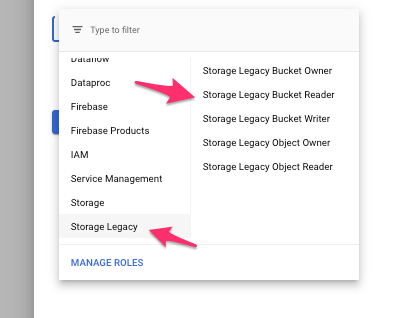 Type to filter
Dataflow
Dataproc
Firebase
Firebase Products
IAM
Service Management
Storage
Storage Legacy
Storage Legacy Bucket Owner
Storage Legacy Bucket Reader
Storage Legacy Bucket Writer
Storage Legacy Object Owner
Storage Legacy Object Reader
MANAGE ROLES